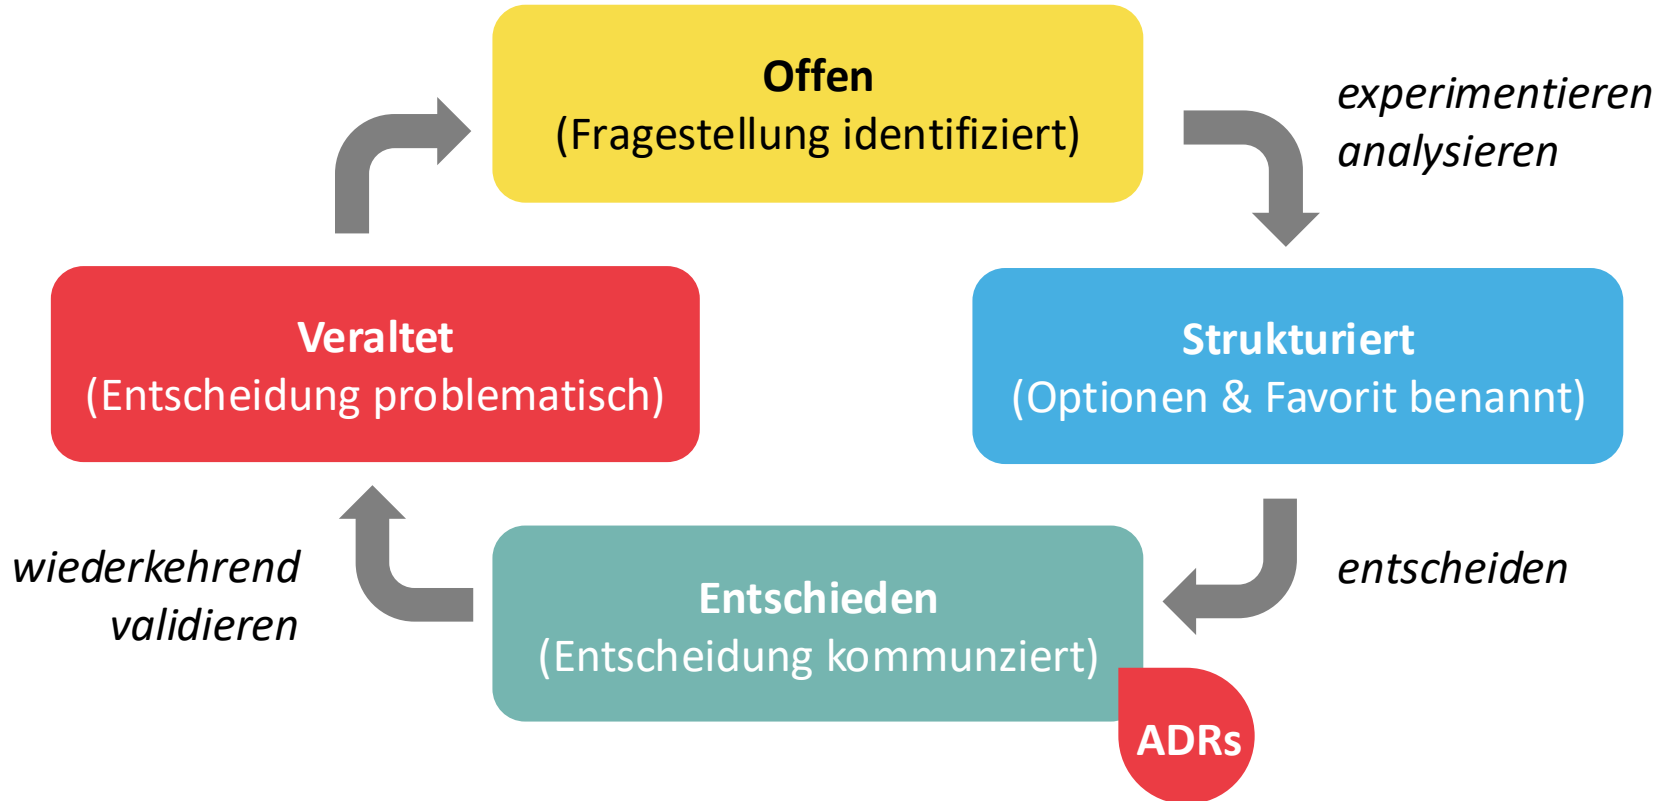 Offen
(Fragestellung identifiziert)
experimentieren
analysieren
Veraltet
(Entscheidung problematisch)
Strukturiert
(Optionen & Favorit benannt)
wiederkehrend
validieren
Entschieden
(Entscheidung kommunziert)
entscheiden
ADRs